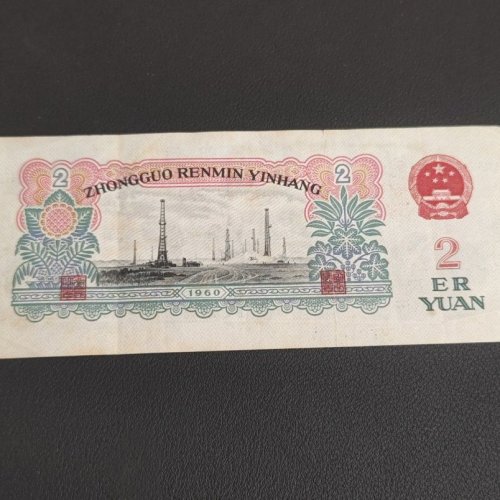 2
2
ZHONGGUO RENMIN YINHANG
1960
2
ER
YUAN